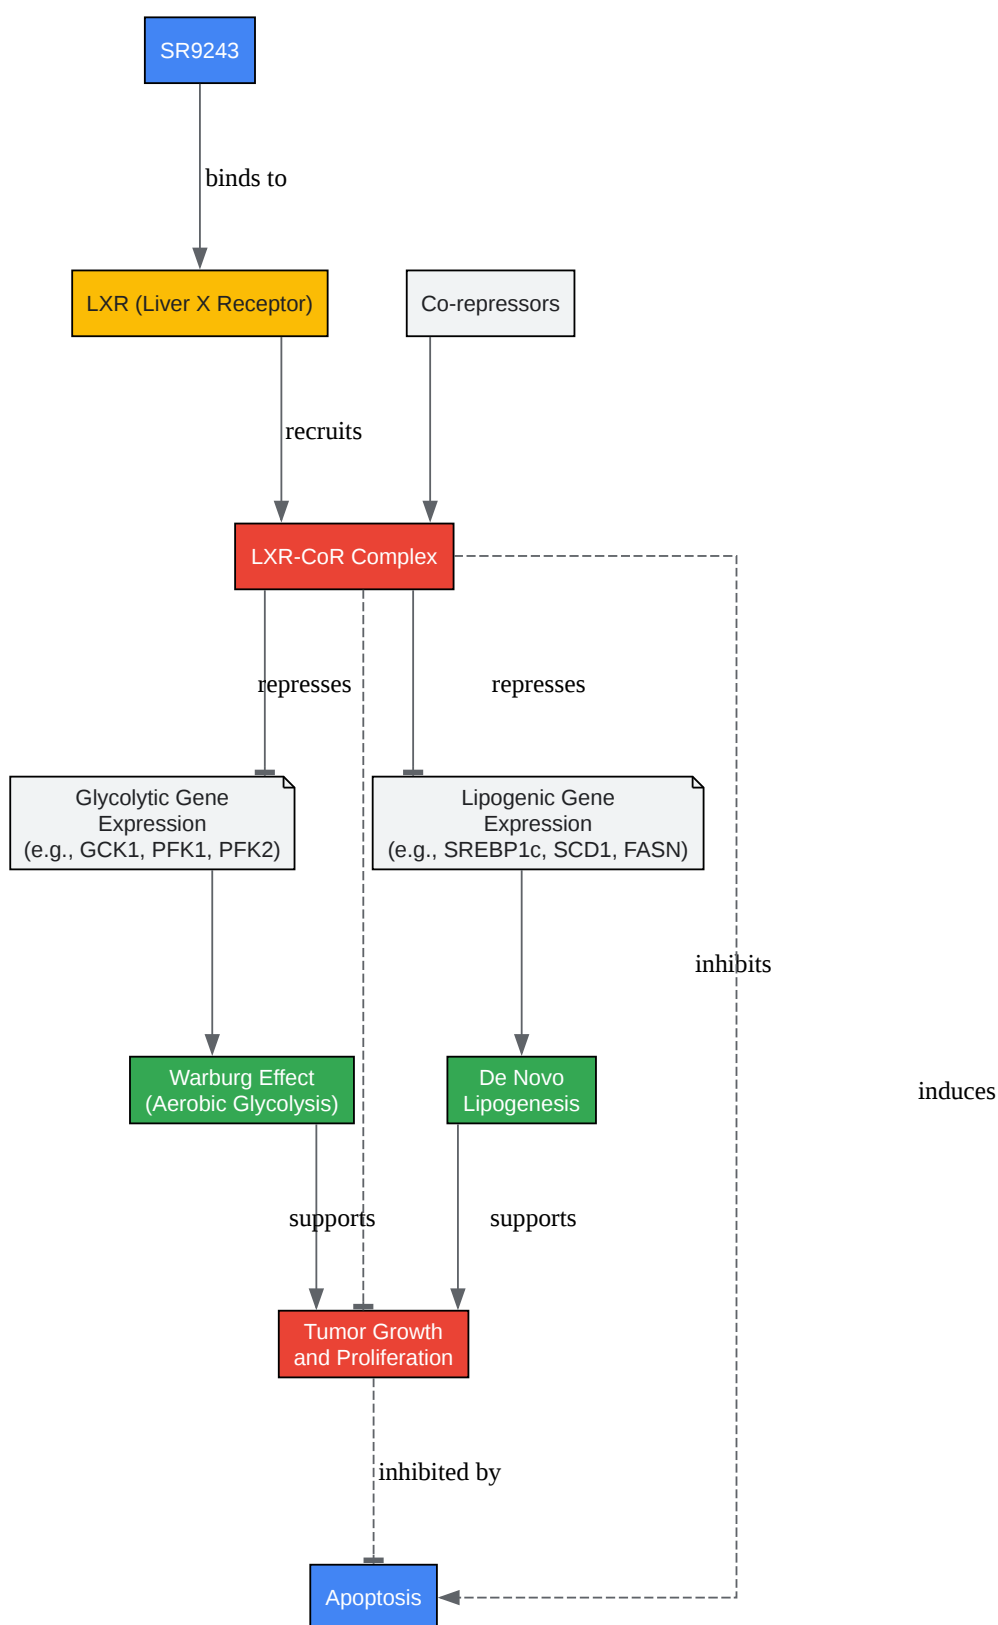 SR9243
binds to
LXR (Liver X Receptor)
Co-repressors
recruits
LXR-CoR Complex
represses
represses
Glycolytic Gene
Expression
(e.g., GCK1, PFK1, PFK2)
Lipogenic Gene
Expression
(e.g., SREBP1c, SCD1, FASN)
inhibits
Warburg Effect
(Aerobic Glycolysis)
De Novo
Lipogenesis
induces
supports
supports
Tumor Growth
and Proliferation
inhibited by
Apoptosis